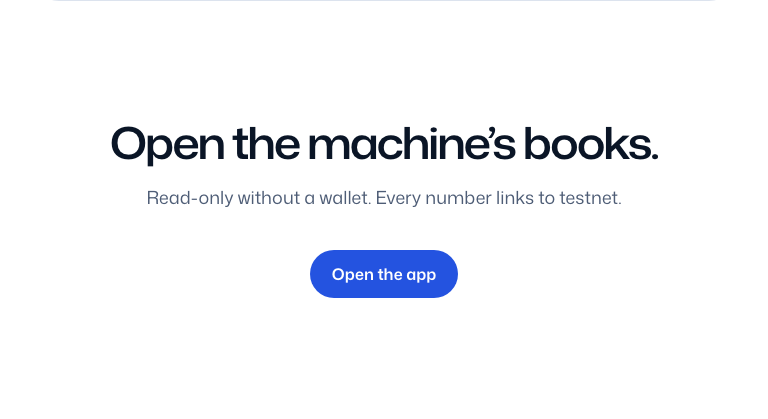 Open the machine’s books.
Read-only without a wallet. Every number links to testnet.
Open the app